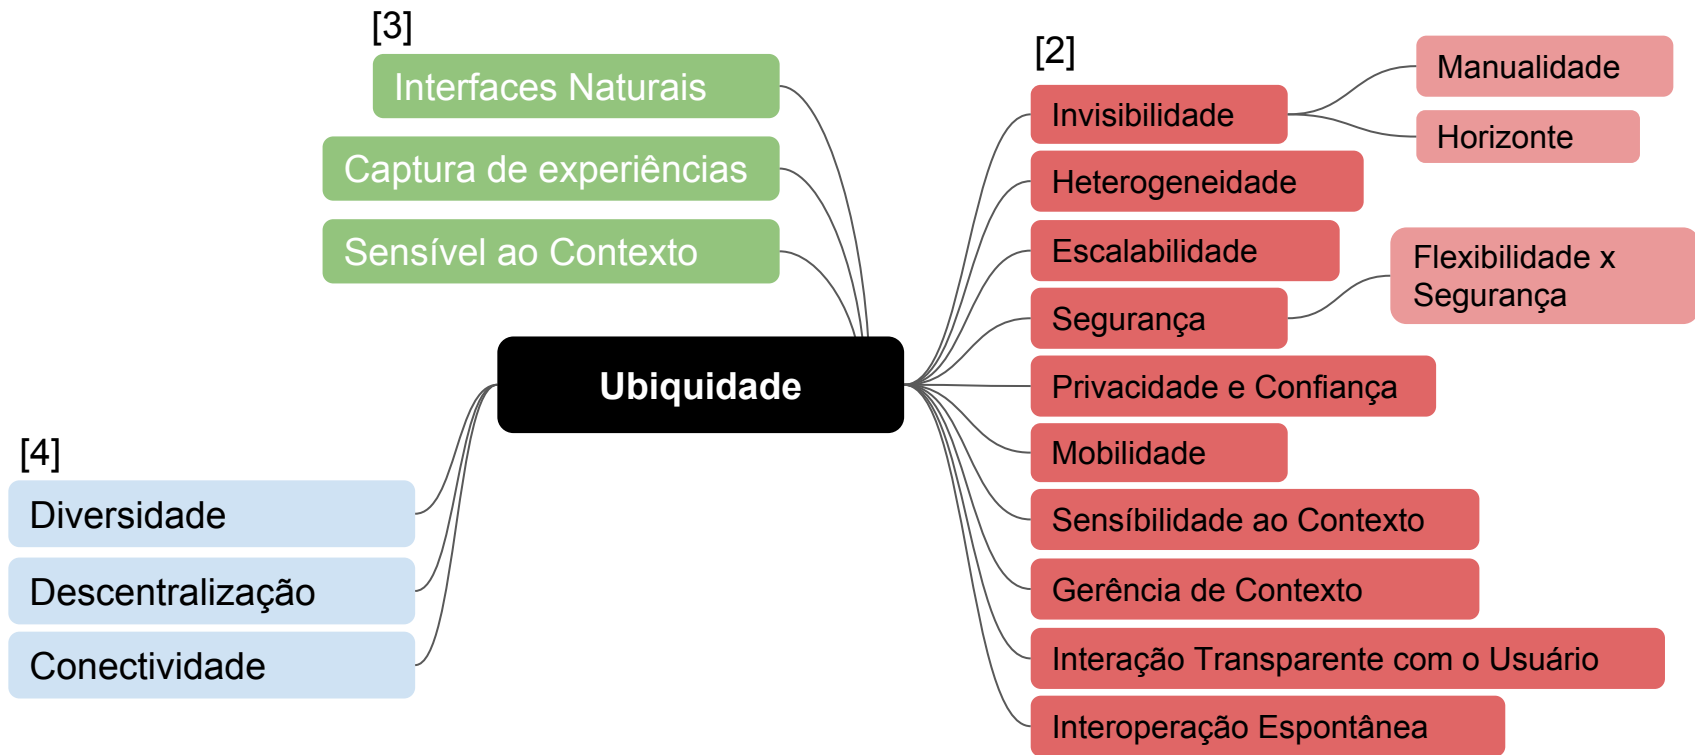 [3]
Interfaces Naturais
Captura de experiências
Sensível ao Contexto
Ubiquidade
[4]
Diversidade
Descentralização
Conectividade
[2]
Invisibilidade
Manualidade
Horizonte
Heterogeneidade
Escalabilidade
Segurança
Flexibilidade x
Segurança
Privacidade e Confiança
Mobilidade
Sensíbilidade ao Contexto
Gerência de Contexto
Interação Transparente com o Usuário
Interoperação Espontânea